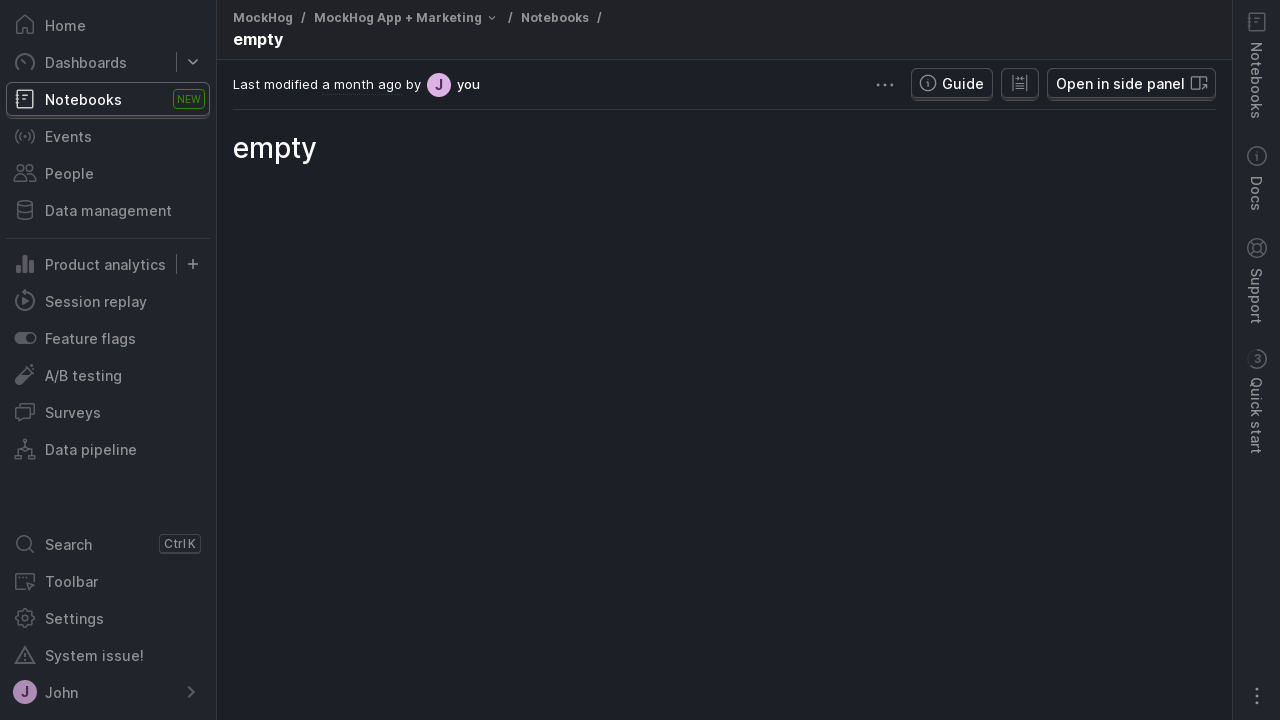 Home
Dashboards
Notebooks NEW
Events
People
Data management
Product analytics
Session replay
Feature flags
A/B testing
Surveys
Data pipeline
Search Ctrl K
Toolbar
Settings
System issue!
J John
MockHog / MockHog App + Marketing / Notebooks /
empty
Last modified a month ago by J you
Guide
Open in side panel
empty
Notebooks
Docs
Support
3 Quick start